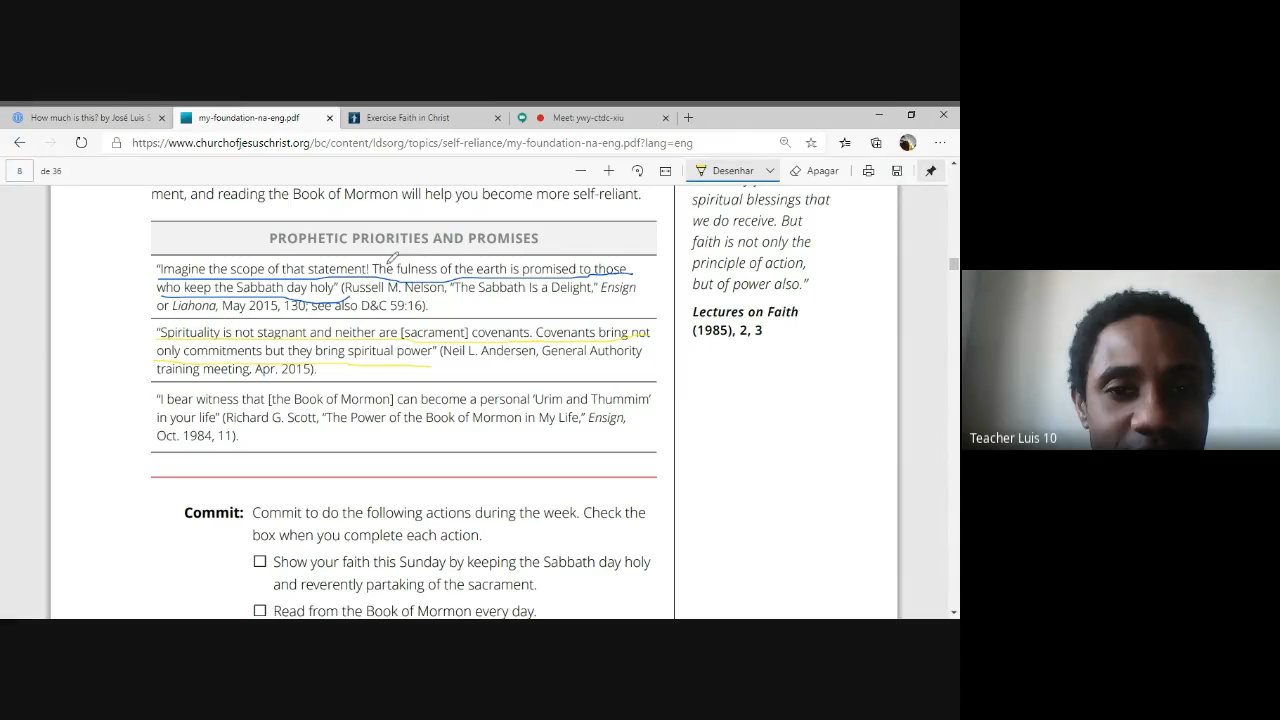 How much is this? by José Luis S
my-foundation-na-eng.pdf
Exercise Faith in Christ
Meet: ywy-ctdc-xiu
https://www.churchofjesuschrist.org/bc/content/ldsorg/topics/self-reliance/my-foundation-na-eng.pdf?lang=eng
8 de 36
Desenhar
Apagar
ment, and reading the Book of Mormon will help you become more self-reliant.
PROPHETIC PRIORITIES AND PROMISES
“Imagine the scope of that statement! The fulness of the earth is promised to those
who keep the Sabbath day holy” (Russell M. Nelson, “The Sabbath Is a Delight,” Ensign
or Liahona, May 2015, 130; see also D&C 59:16).
“Spirituality is not stagnant and neither are [sacrament] covenants. Covenants bring not
only commitments but they bring spiritual power” (Neil L. Andersen, General Authority
training meeting, Apr. 2015).
“I bear witness that [the Book of Mormon] can become a personal ‘Urim and Thummim’
in your life” (Richard G. Scott, “The Power of the Book of Mormon in My Life,” Ensign,
Oct. 1984, 11).
Commit: Commit to do the following actions during the week. Check the
box when you complete each action.
Show your faith this Sunday by keeping the Sabbath day holy
and reverently partaking of the sacrament.
Read from the Book of Mormon every day.
spiritual blessings that
we do receive. But
faith is not only the
principle of action,
but of power also.”
Lectures on Faith
(1985), 2, 3
Teacher Luis 10